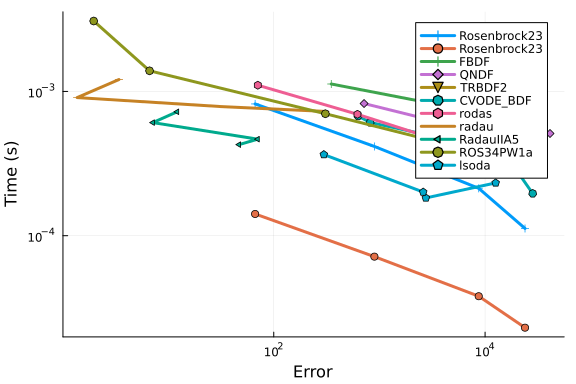 Time (s)
10⁻³
10⁻⁴
Rosenbrock23
Rosenbrock23
FBDF
QNDF
TRBDF2
CVODE_BDF
rodas
radau
RadauIIA5
ROS34PW1a
lsoda
10²
10⁴
Error